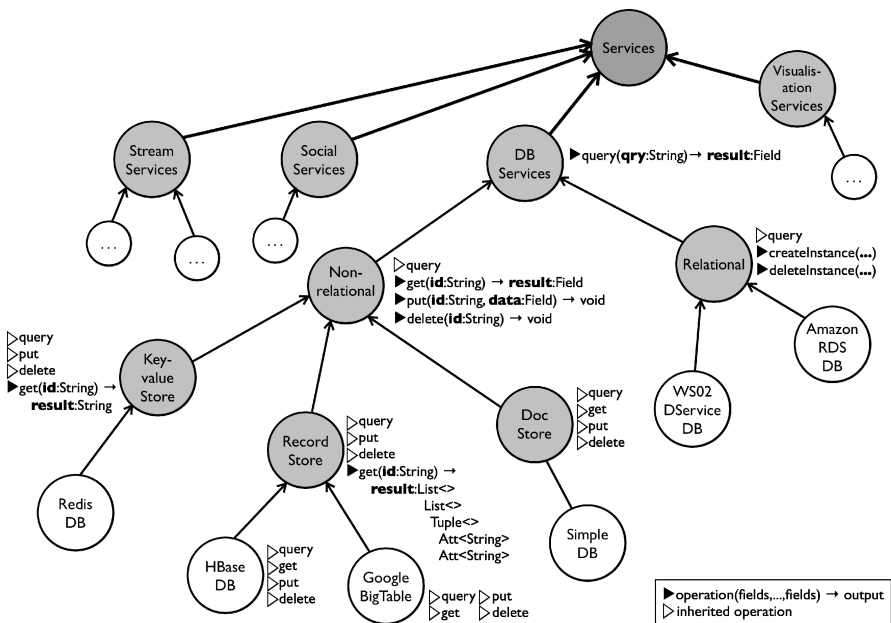 Services
Visualis-
ation
Services
Stream
Services
Social
Services
DB
Services
▶query(qry:String) → result:Field
...
...
...
...
Non-
relational
▷query
▶get(id:String) → result:Field
▶put(id:String, data:Field) → void
▶delete(id:String) → void
Relational
▷query
▶createInstance(...)
▶deleteInstance(...)
▷query
▷put
▷delete
▶get(id:String) →
result:String
Key-
value
Store
Amazon
RDS
DB
WS02
DService
DB
Record
Store
▷query
▷put
▷delete
▶get(id:String) →
result:List<>
List<>
Tuple<>
Att<String>
Att<String>
Doc
Store
▷query
▷get
▷put
▷delete
Redis
DB
Simple
DB
HBase
DB
▷query
▷get
▷put
▷delete
Google
BigTable
▷query ▷put
▷get ▷delete
▶operation(fields,...,fields) → output
▷inherited operation